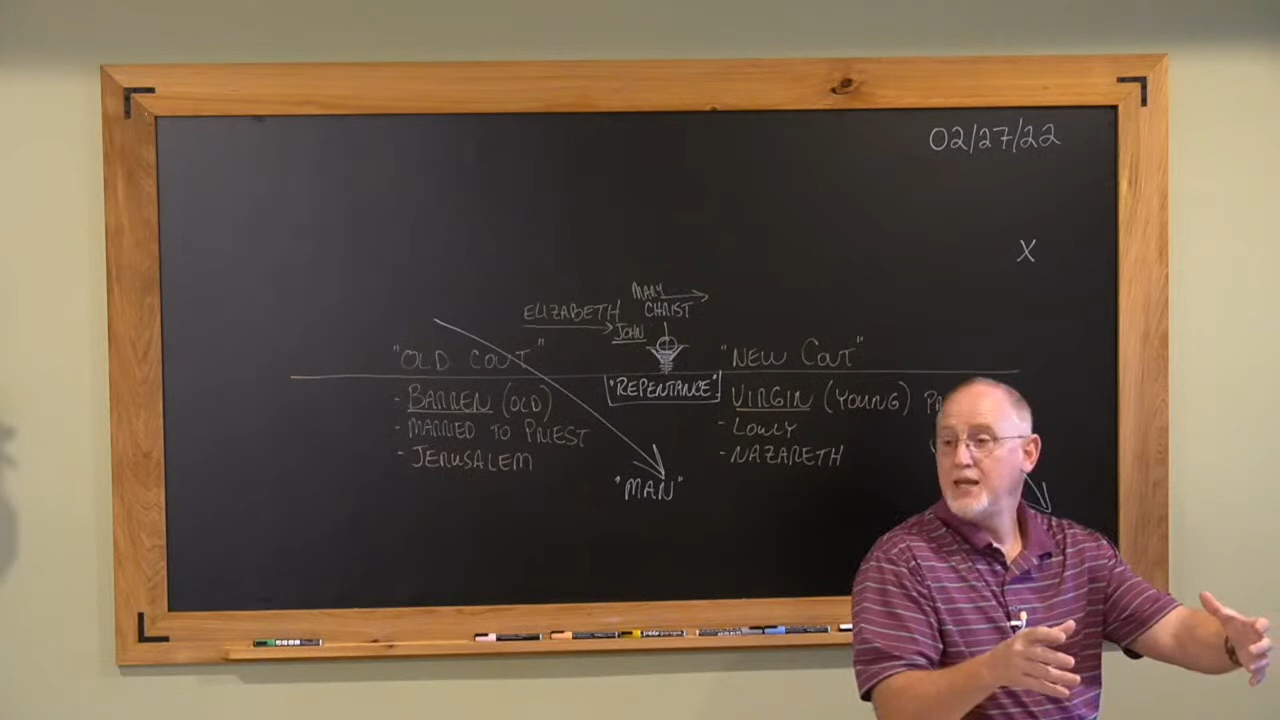 02/27/22
X
MARY
ELIZABETH CHRIST
JOHN
"OLD COVT" "NEW COVT"
"REPENTANCE"
- BARREN (OLD) VIRGIN (YOUNG)
- MARRIED TO PRIEST - LOWLY
- JERUSALEM - NAZARETH
"MAN"